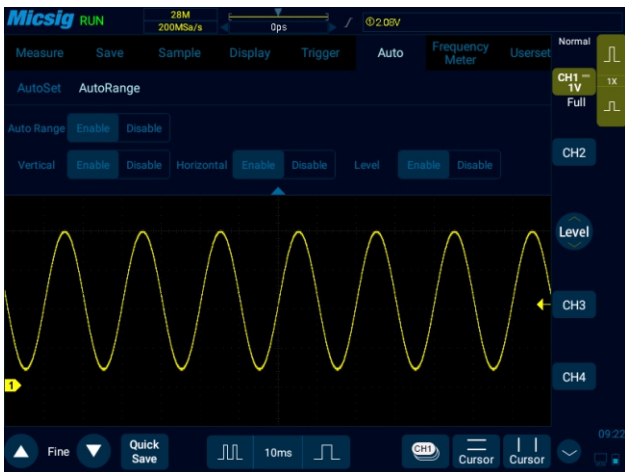 Micsig RUN 28M 200MSa/s 0ps ①2.08V
Measure Save Sample Display Trigger Auto Frequency Meter Userset Normal
CH1 1V 1X
Full
AutoSet AutoRange
Auto Range Enable Disable
Vertical Enable Disable Horizontal Enable Disable Level Enable Disable
CH2
Level
CH3
1
CH4
09:22
Fine Quick Save 10ms CH1 Cursor Cursor